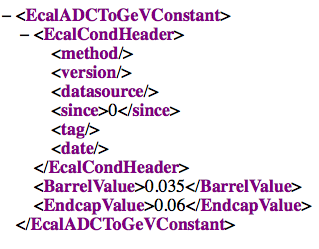 − <EcalADCToGeVConstant>
− <EcalCondHeader>
<method/>
<version/>
<datasource/>
<since>0</since>
<tag/>
<date/>
</EcalCondHeader>
<BarrelValue>0.035</BarrelValue>
<EndcapValue>0.06</EndcapValue>
</EcalADCToGeVConstant>